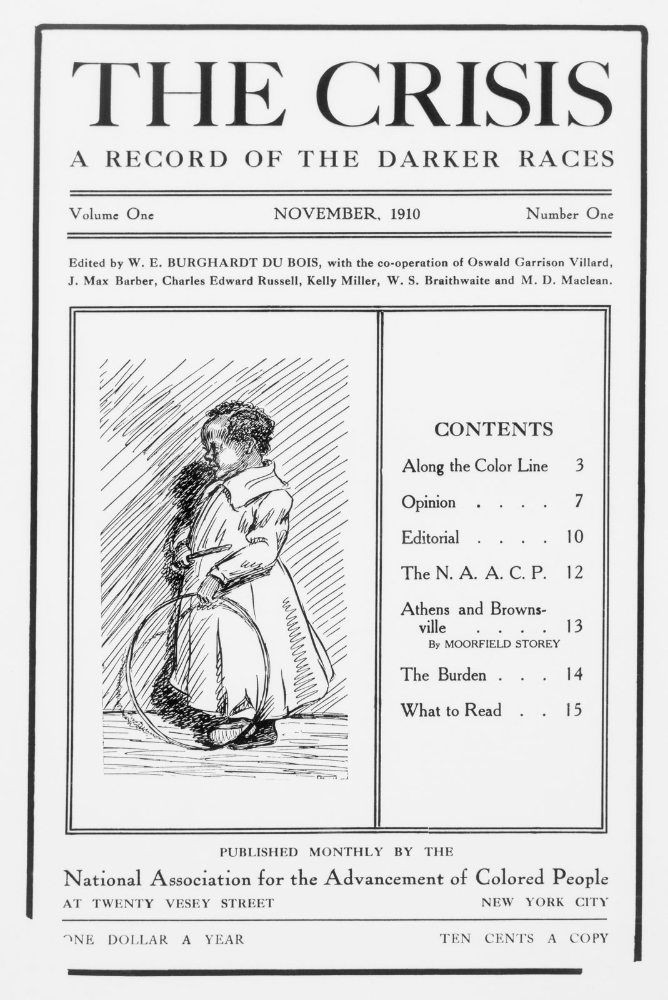 THE CRISIS
A RECORD OF THE DARKER RACES
Volume One NOVEMBER, 1910 Number One
Edited by W. E. BURGHARDT DU BOIS, with the co-operation of Oswald Garrison Villard,
J. Max Barber, Charles Edward Russell, Kelly Miller, W. S. Braithwaite and M. D. Maclean.
CONTENTS
Along the Color Line 3
Opinion . . . . 7
Editorial . . . . 10
The N. A. A. C. P. 12
Athens and Browns-
ville . . . . 13
By MOORFIELD STOREY
The Burden . . . 14
What to Read . . 15
PUBLISHED MONTHLY BY THE
National Association for the Advancement of Colored People
AT TWENTY VESEY STREET NEW YORK CITY
ONE DOLLAR A YEAR TEN CENTS A COPY